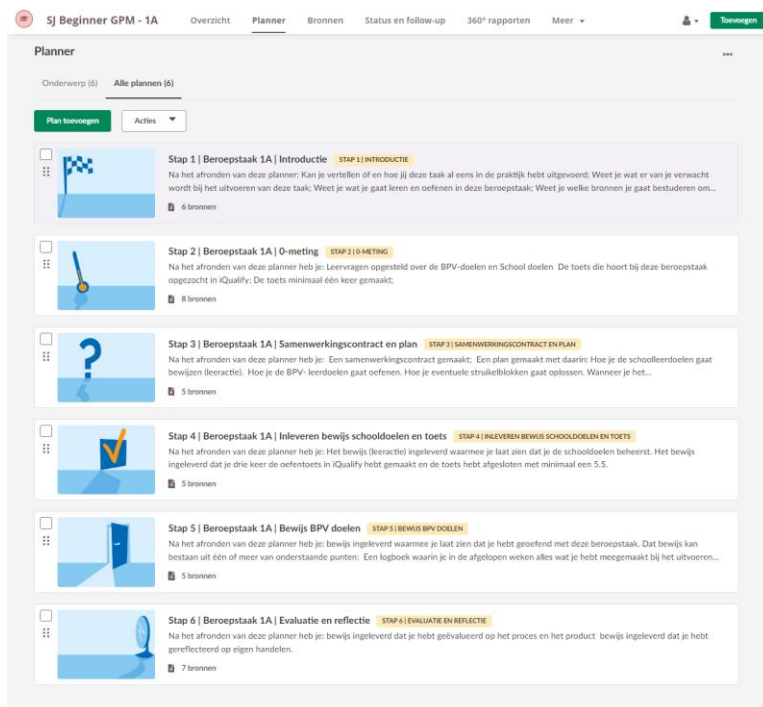 SJ Beginner GPM - 1A
Overzicht
Planner
Bronnen
Status en follow-up
360° rapporten
Meer
Toevoegen
Planner
Onderwerp (6)
Alle plannen (6)
Plan toevoegen
Acties
Stap 1 | Beroepstaak 1A | Introductie
STAP 1 | INTRODUCTIE
Na het afronden van deze planner: Kan je vertellen óf en hoe jij deze taak al eens in de praktijk hebt uitgevoerd; Weet je wat er van je verwacht
wordt bij het uitvoeren van deze taak; Weet je wat je gaat leren en oefenen in deze beroepstaak; Weet je welke bronnen je gaat bestuderen om...
6 bronnen
Stap 2 | Beroepstaak 1A | 0-meting
STAP 2 | 0-METING
Na het afronden van deze planner heb je: Leervragen opgesteld over de BPV-doelen en School doelen De toets die hoort bij deze beroepstaak
opgezocht in iQualify; De toets minimaal één keer gemaakt;
8 bronnen
Stap 3 | Beroepstaak 1A | Samenwerkingscontract en plan
STAP 3 | SAMENWERKINGSCONTRACT EN PLAN
Na het afronden van deze planner heb je: Een samenwerkingscontract gemaakt; Een plan gemaakt met daarin: Hoe je de schoolleerdoelen gaat
bewijzen (leeractie). Hoe je de BPV- leerdoelen gaat oefenen. Hoe je eventuele struikelblokken gaat oplossen. Wanneer je het...
5 bronnen
Stap 4 | Beroepstaak 1A | Inleveren bewijs schooldoelen en toets
STAP 4 | INLEVEREN BEWIJS SCHOOLDOELEN EN TOETS
Na het afronden van deze planner heb je: Het bewijs (leeractie) ingeleverd waarmee je laat zien dat je de schooldoelen beheerst. Het bewijs
ingeleverd dat je drie keer de oefentoets in iQualify hebt gemaakt en de toets hebt afgesloten met minimaal een 5.5.
5 bronnen
Stap 5 | Beroepstaak 1A | Bewijs BPV doelen
STAP 5 | BEWIJS BPV DOELEN
Na het afronden van deze planner heb je: bewijs ingeleverd waarmee je laat zien dat je hebt geoefend met deze beroepstaak. Dat bewijs kan
bestaan uit één of meer van onderstaande punten: Een logboek waarin je in de afgelopen weken alles wat je hebt meegemaakt bij het uitvoeren...
5 bronnen
Stap 6 | Beroepstaak 1A | Evaluatie en reflectie
STAP 6 | EVALUATIE EN REFLECTIE
Na het afronden van deze planner heb je: bewijs ingeleverd dat je hebt geëvalueerd op het proces en het product bewijs ingeleverd dat je hebt
gereflecteerd op eigen handelen.
7 bronnen